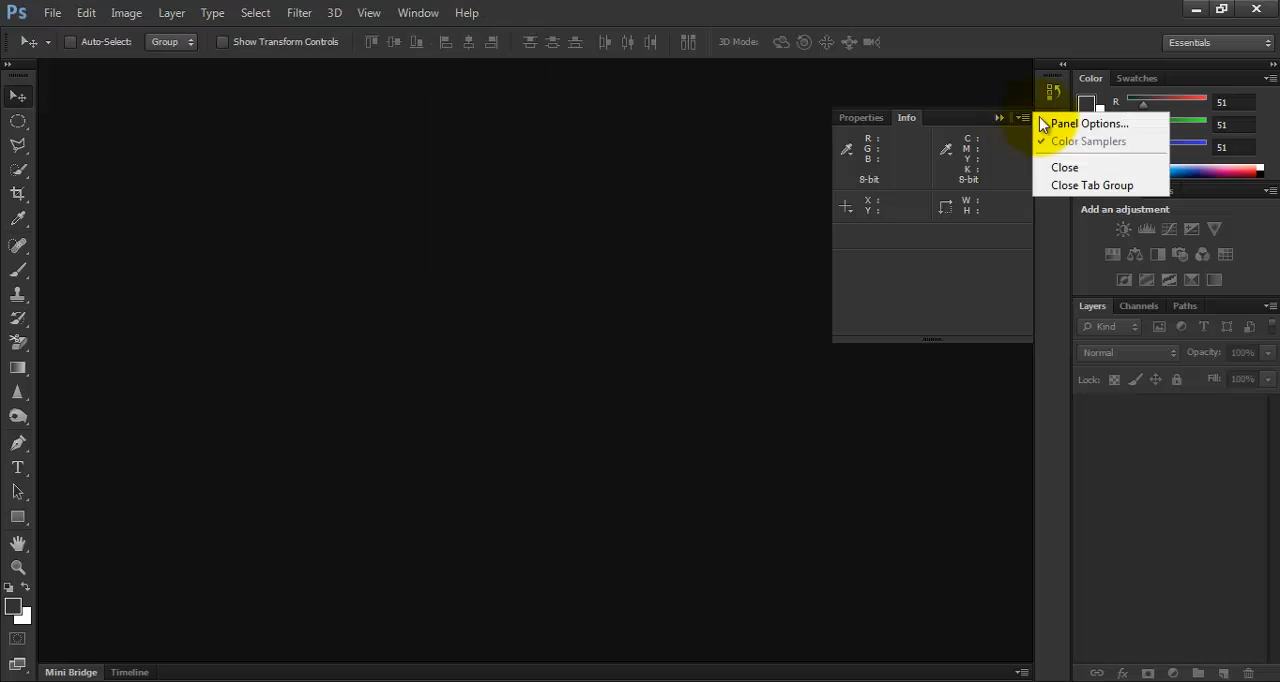 Ps File Edit Image Layer Type Select Filter 3D View Window Help
Auto-Select: Group Show Transform Controls 3D Mode: Essentials
Color Swatches
R 51
51
51
Properties Info
R :
G :
B :
8-bit
C :
M :
Y :
K :
8-bit
X :
Y :
W :
H :
Panel Options...
Color Samplers
Close
Close Tab Group
Add an adjustment
Layers Channels Paths
Kind
Normal Opacity: 100%
Lock: Fill: 100%
Mini Bridge Timeline